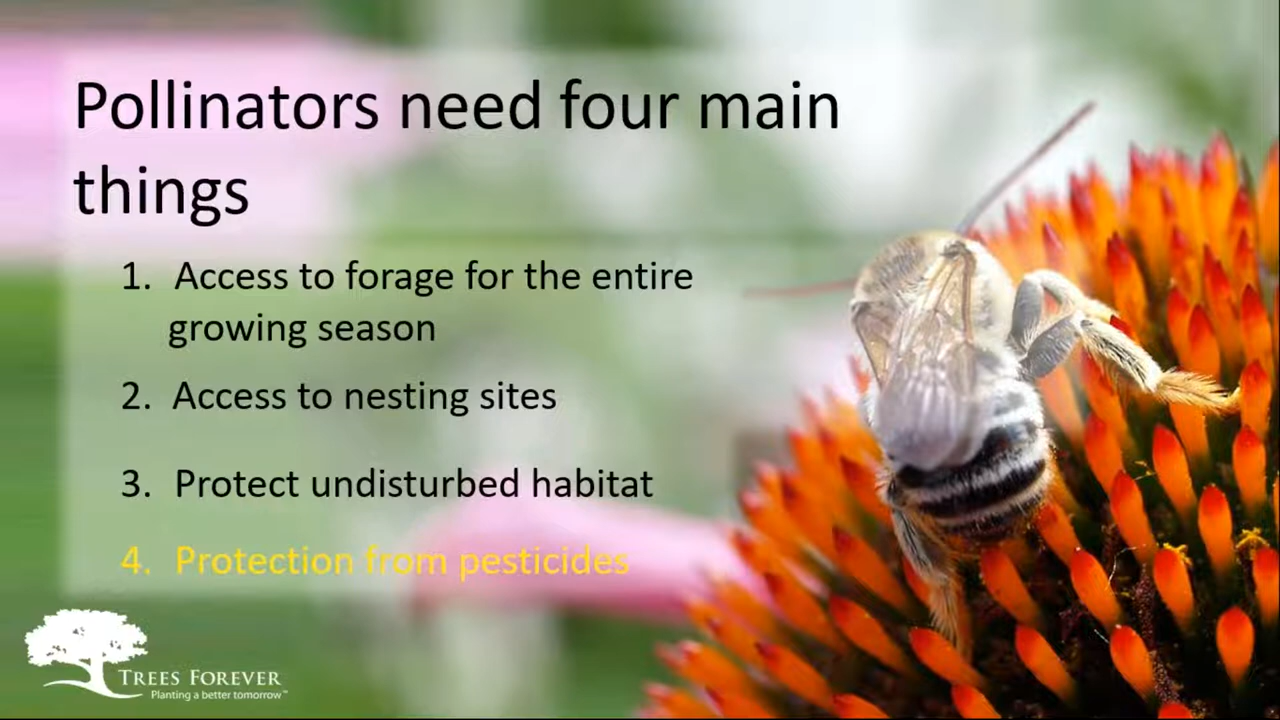 Pollinators need four main
things
1. Access to forage for the entire
growing season
2. Access to nesting sites
3. Protect undisturbed habitat
4. Protection from pesticides
TREES FOREVER
Planting a better tomorrow™